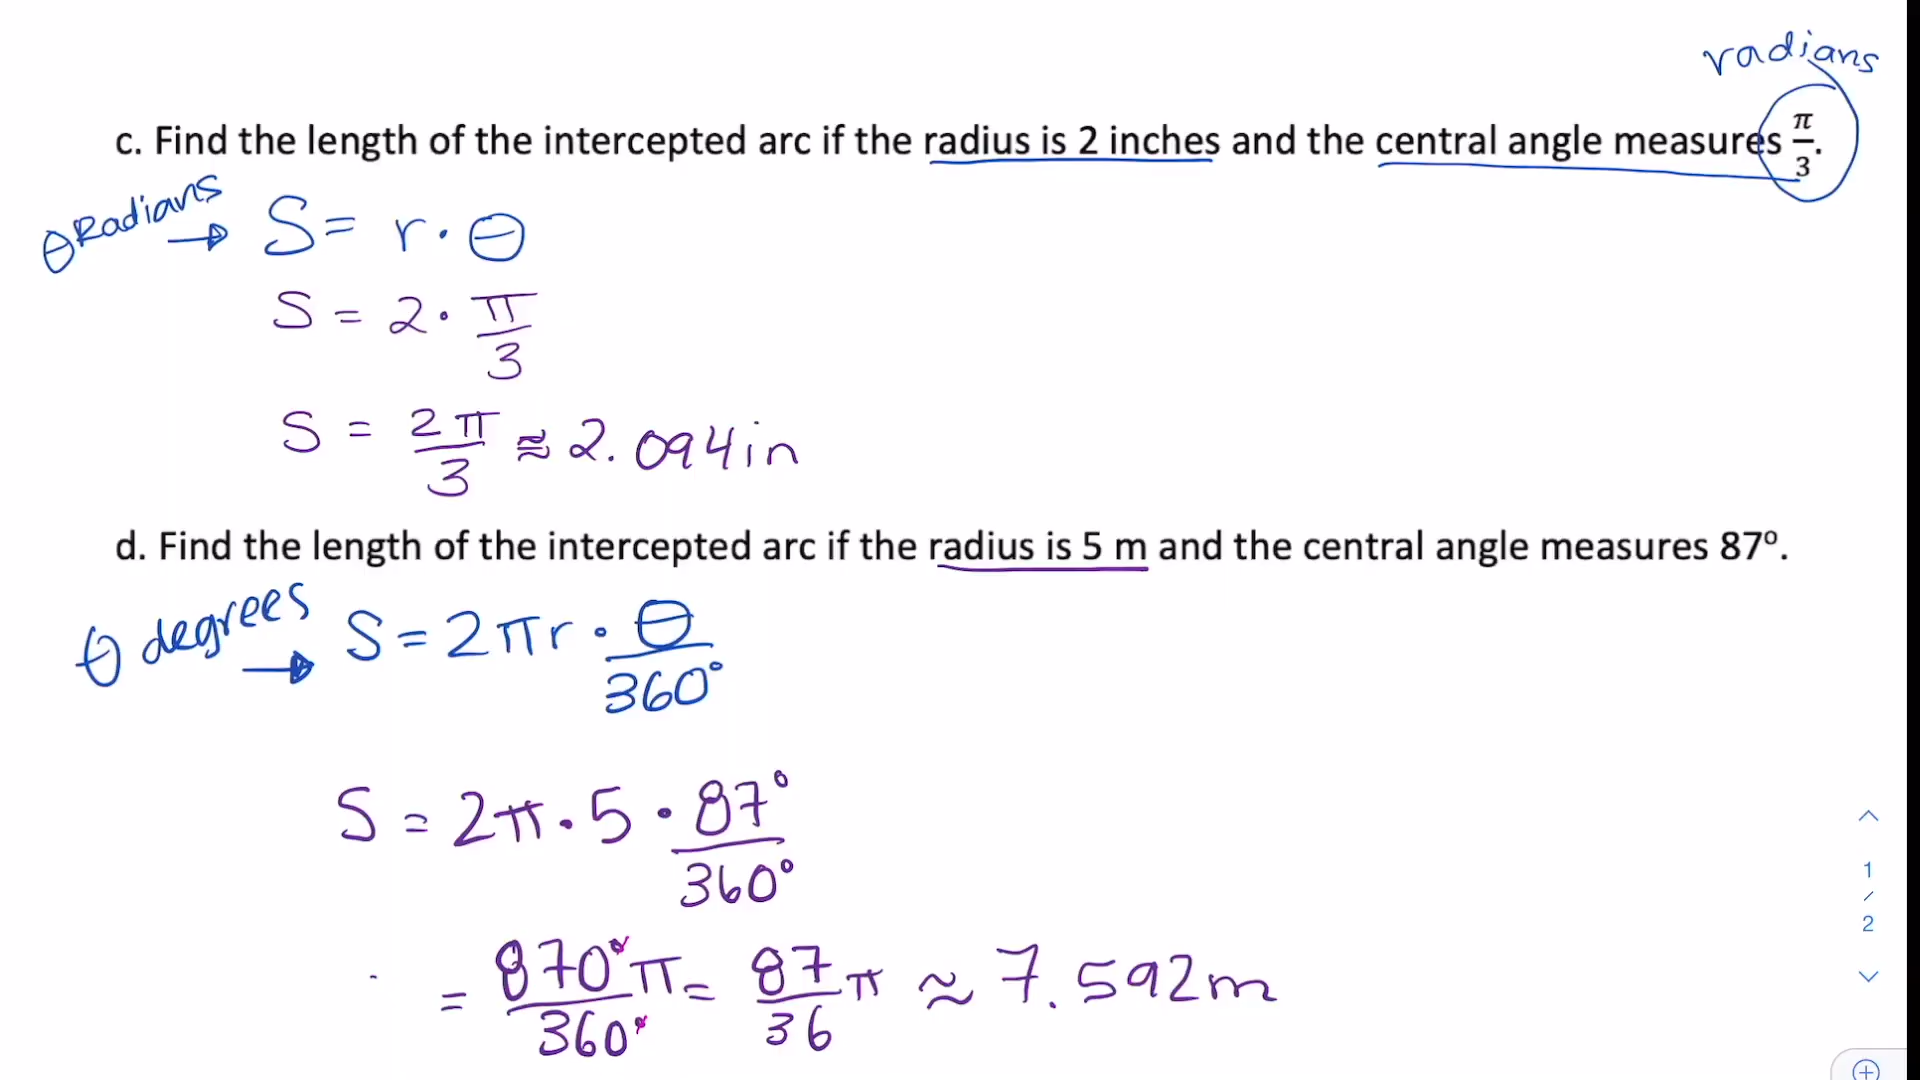 radians
c. Find the length of the intercepted arc if the radius is 2 inches and the central angle measures π/3.
θ Radians → S = r · θ
S = 2 · π/3
S = 2π/3 ≈ 2.094in
d. Find the length of the intercepted arc if the radius is 5 m and the central angle measures 87°.
θ degrees → S = 2πr · θ/360°
S = 2π · 5 · 87°/360°
= 870°/360° π = 87/36 π ≈ 7.592m
1
/
2